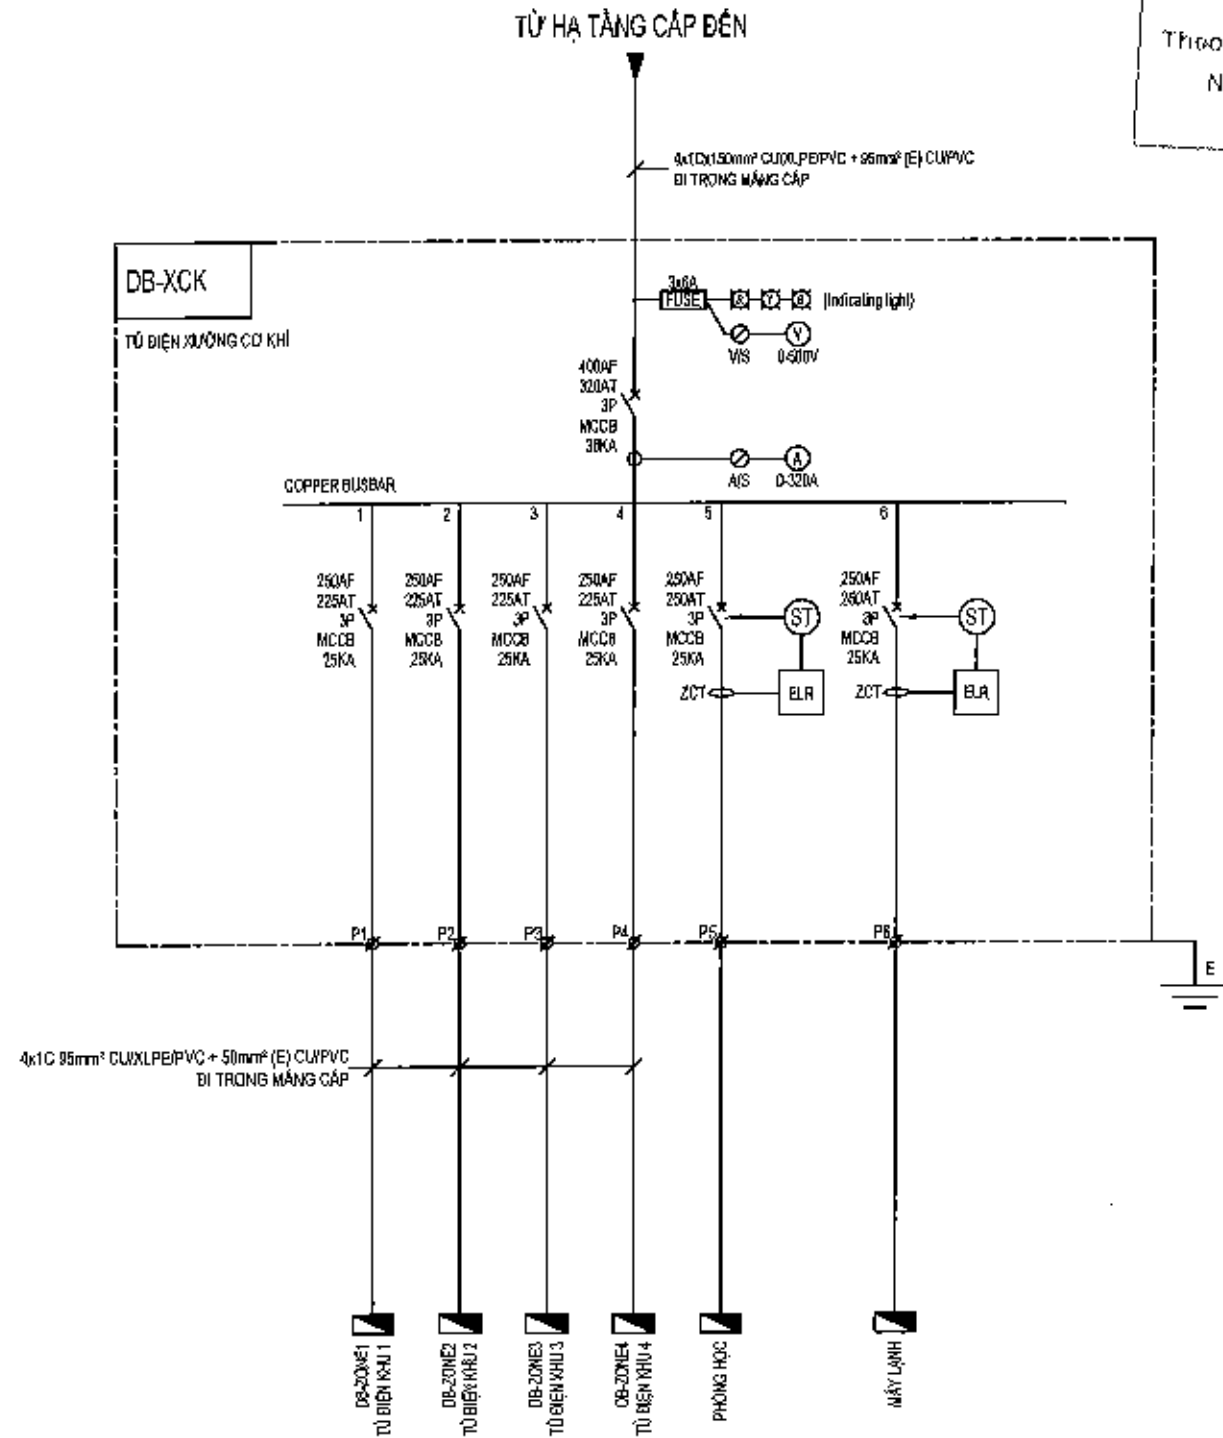 TỪ HẠ TẦNG CẤP ĐẾN
N
4x1Cx150mm² CU/XLPE/PVC + 95mm² (E) CU/PVC
ĐI TRONG MÁNG CÁP
DB-XCK
TỦ ĐIỆN XƯỞNG CƠ KHÍ
3x6A
FUSE
R Y B (Indicating light)
V/S
V
0-500V
400AF
320AT
3P
MCCB
36KA
A/S
A
0-320A
COPPER BUSBAR
1 2 3 4 5 6
250AF 250AF 250AF 250AF 250AF 250AF
225AT 225AT 225AT 225AT 250AT 250AT
3P 3P 3P 3P 3P ST 3P ST
MCCB MCCB MCCB MCCB MCCB MCCB
25KA 25KA 25KA 25KA 25KA 25KA
ZCT ELR ZCT ELR
P1 P2 P3 P4 P5 P6
E
4x1C 95mm² CU/XLPE/PVC + 50mm² (E) CU/PVC
ĐI TRONG MÁNG CÁP
DB-ZONE1
TỦ ĐIỆN KHU 1
DB-ZONE2
TỦ ĐIỆN KHU 2
DB-ZONE3
TỦ ĐIỆN KHU 3
DB-ZONE4
TỦ ĐIỆN KHU 4
PHÒNG HỌC
MÁY LẠNH